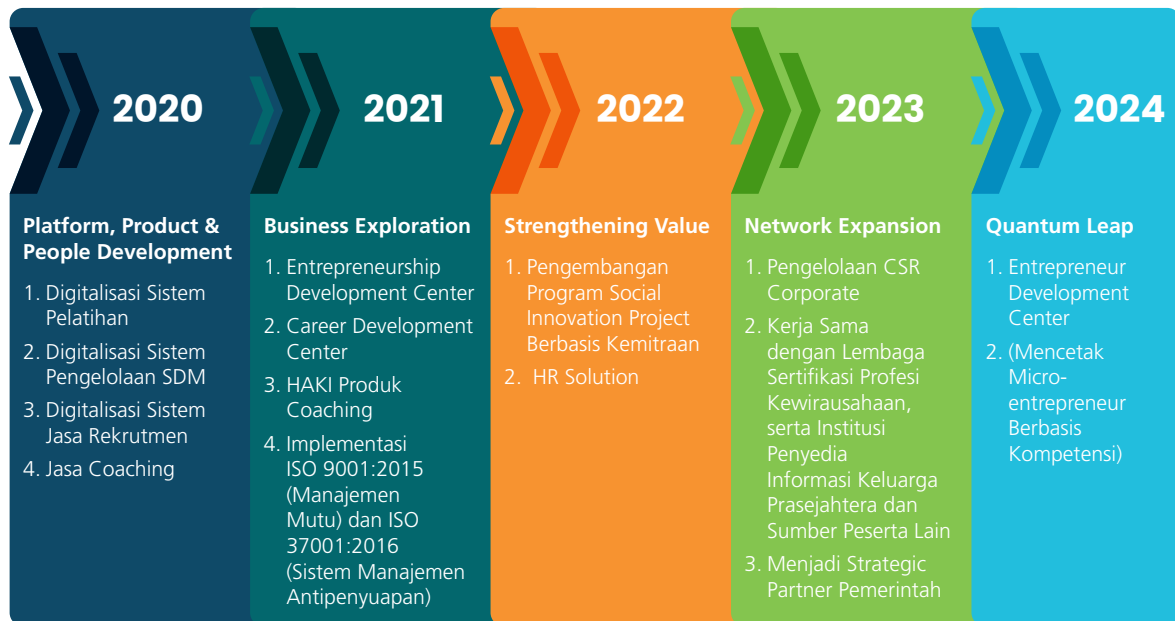 2020
Platform, Product &
People Development
1. Digitalisasi Sistem
Pelatihan
2. Digitalisasi Sistem
Pengelolaan SDM
3. Digitalisasi Sistem
Jasa Rekrutmen
4. Jasa Coaching
2021
Business Exploration
1. Entrepreneurship
Development Center
2. Career Development
Center
3. HAKI Produk
Coaching
4. Implementasi
ISO 9001:2015
(Manajemen
Mutu) dan ISO
37001:2016
(Sistem Manajemen
Antipenyuapan)
2022
Strengthening Value
1. Pengembangan
Program Social
Innovation Project
Berbasis Kemitraan
2. HR Solution
2023
Network Expansion
1. Pengelolaan CSR
Corporate
2. Kerja Sama
dengan Lembaga
Sertifikasi Profesi
Kewirausahaan,
serta Institusi
Penyedia
Informasi Keluarga
Prasejahtera dan
Sumber Peserta Lain
3. Menjadi Strategic
Partner Pemerintah
2024
Quantum Leap
1. Entrepreneur
Development
Center
2. (Mencetak
Micro-
entrepreneur
Berbasis
Kompetensi)